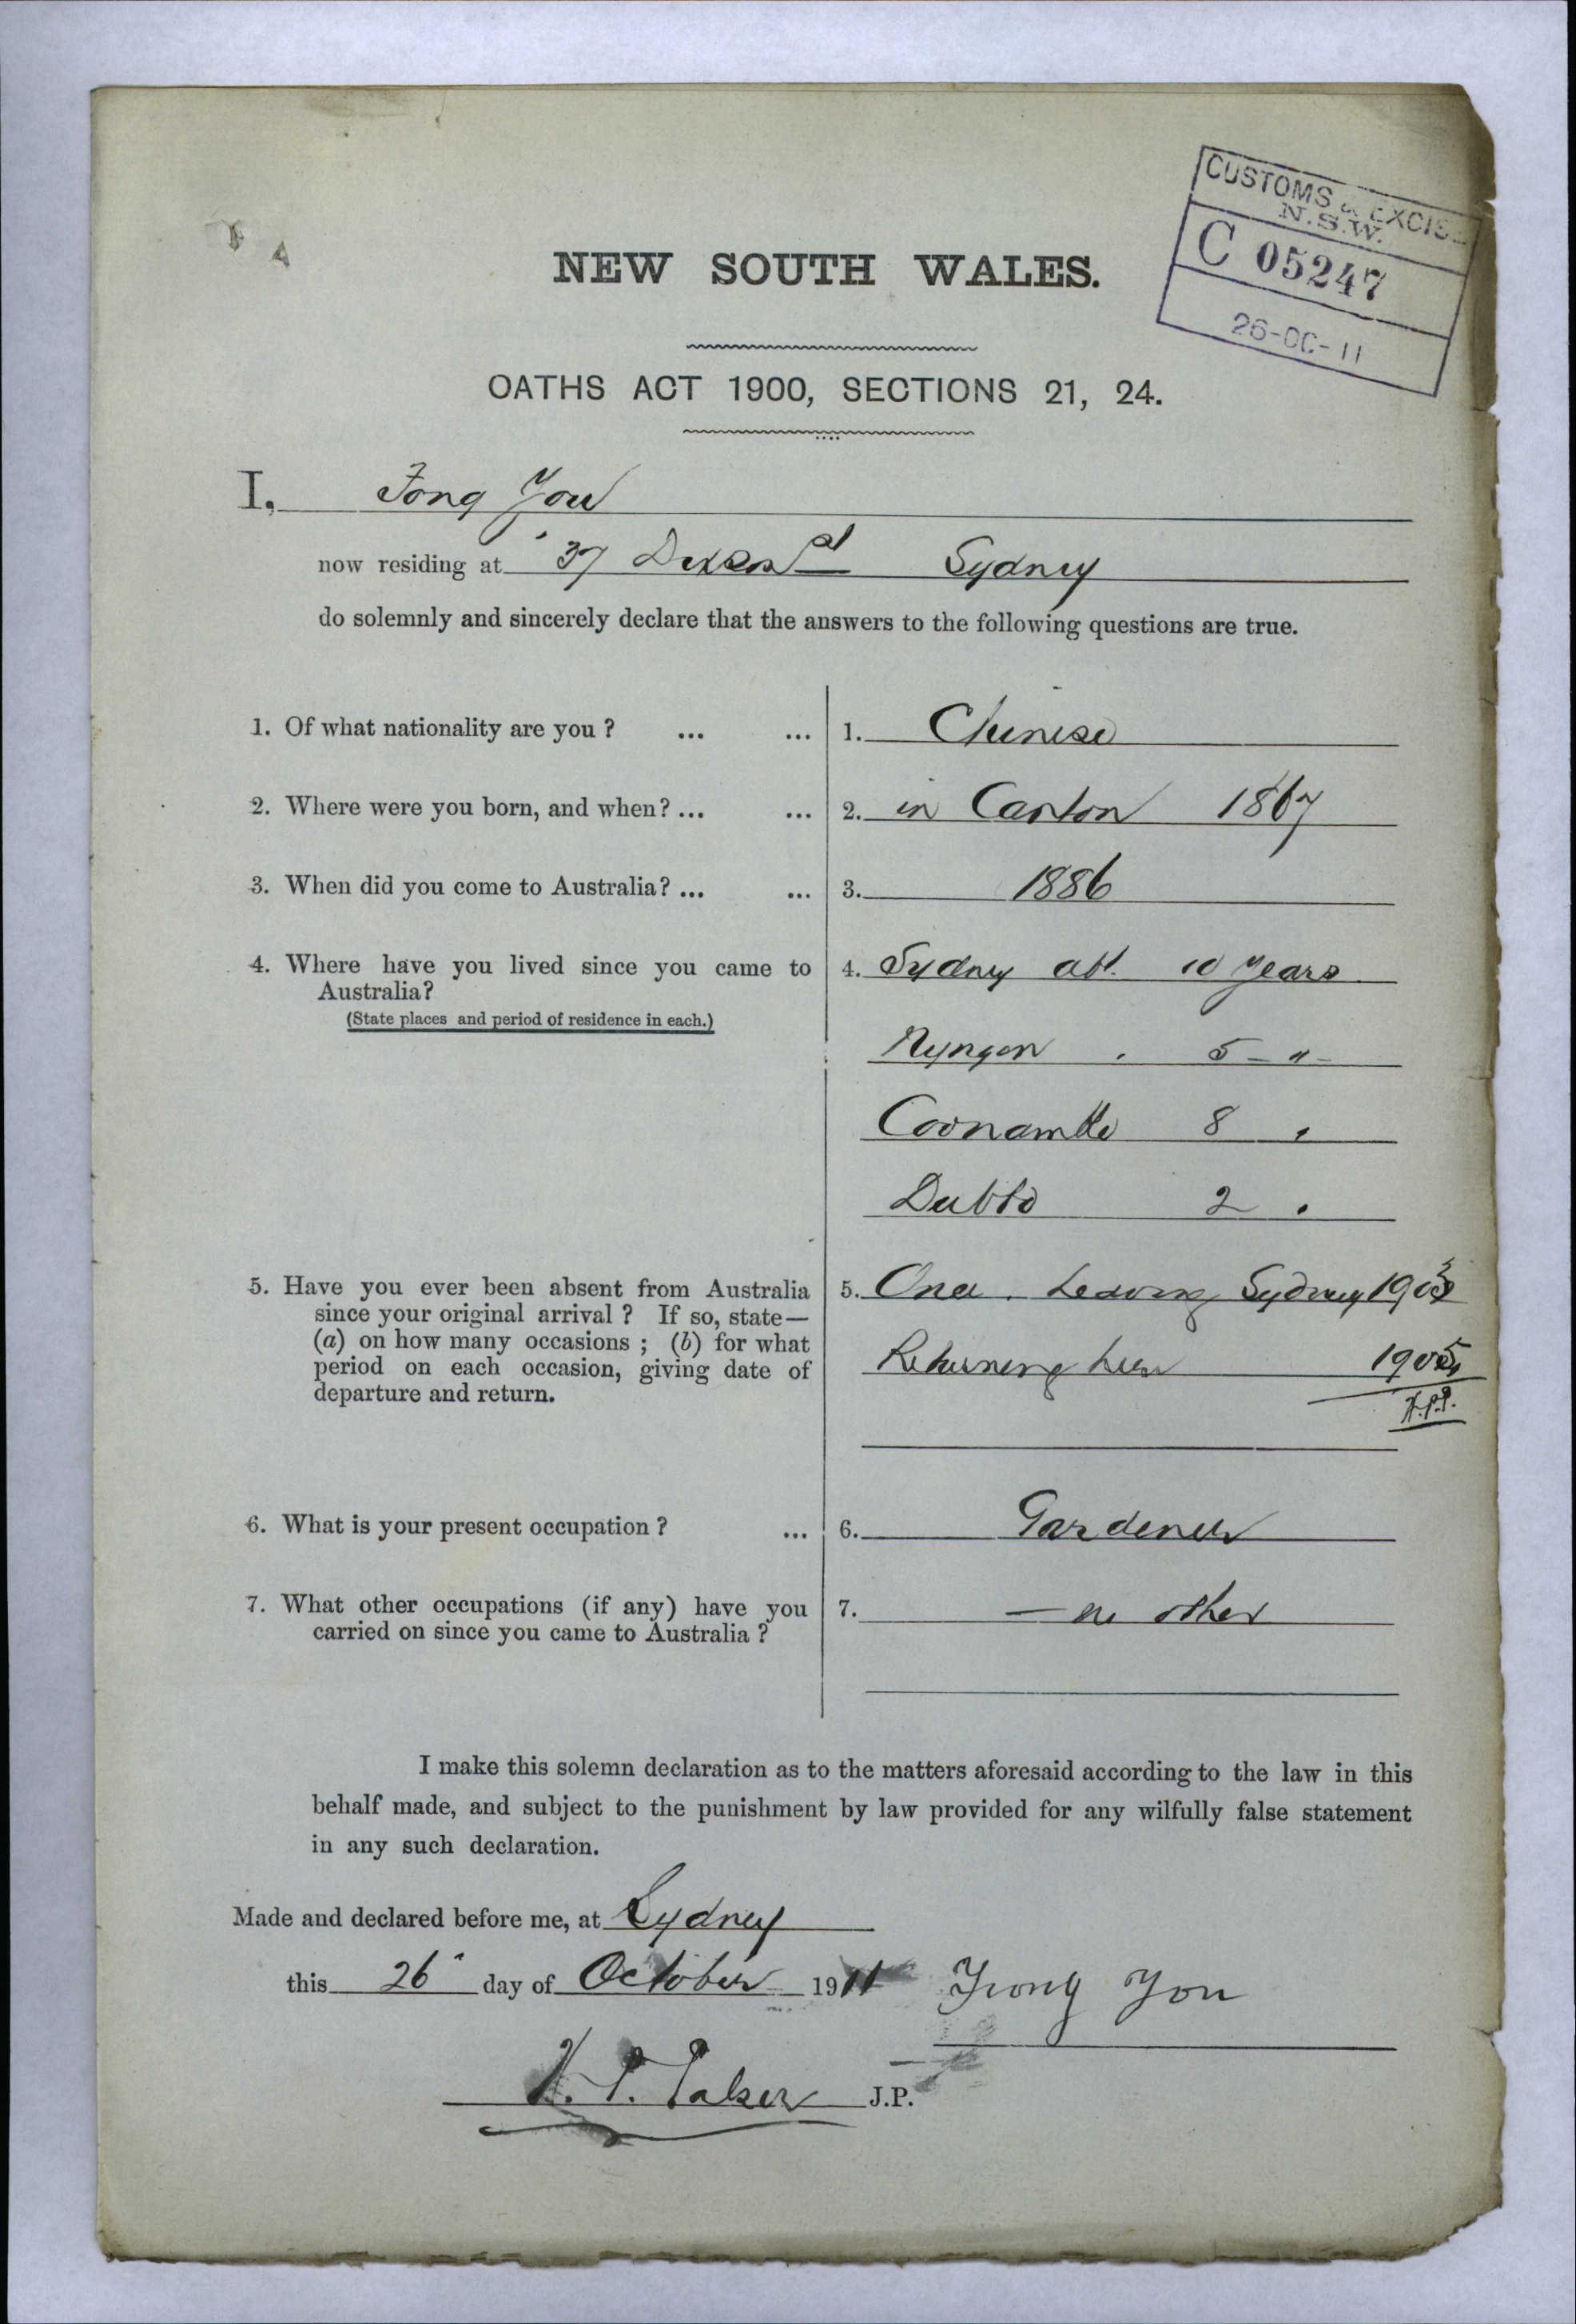 CUSTOMS & EXCISE
N.S.W.
C 05247
26-OC-11
NEW SOUTH WALES.
OATHS ACT 1900, SECTIONS 21, 24.
I, Fong You
now residing at 37 Dixon St Sydney
do solemnly and sincerely declare that the answers to the following questions are true.
1. Of what nationality are you ? ... ... 1. Chinese
2. Where were you born, and when? ... ... 2. in Canton 1867
3. When did you come to Australia? ... ... 3. 1886
4. Where have you lived since you came to 4. Sydney abt. 10 years.
Australia?
(State places and period of residence in each.)
Nyngan . 5 - " -
Coonamble 8 "
Dubbo 2 "
5. Have you ever been absent from Australia 5. Once. Leaving Sydney 1903
since your original arrival ? If so, state—
(a) on how many occasions ; (b) for what Returning here 1905
period on each occasion, giving date of
departure and return.
H.P.P.
6. What is your present occupation ? ... 6. Gardener
7. What other occupations (if any) have you 7. — no other
carried on since you came to Australia ?
I make this solemn declaration as to the matters aforesaid according to the law in this
behalf made, and subject to the punishment by law provided for any wilfully false statement
in any such declaration.
Made and declared before me, at Sydney
this 26 day of October 1911 Fong You
J.P.